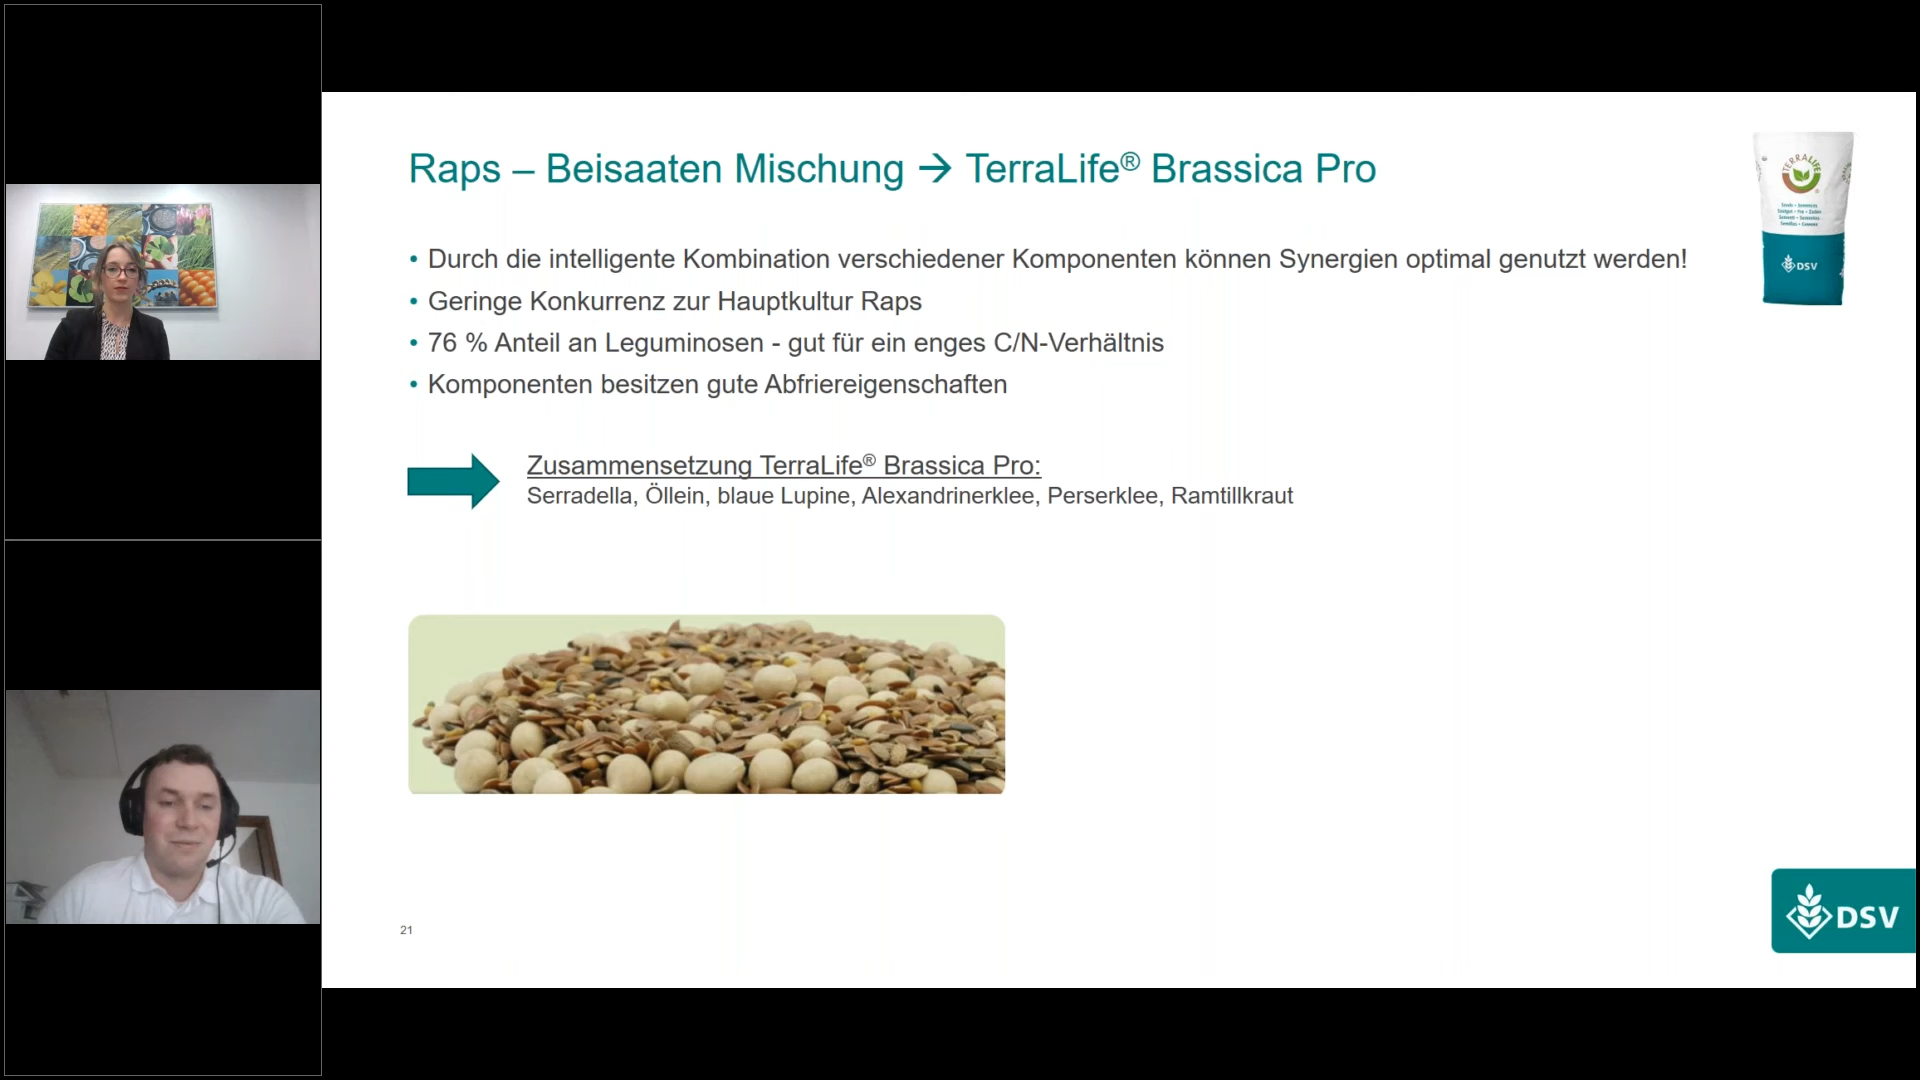 Raps – Beisaaten Mischung → TerraLife® Brassica Pro
• Durch die intelligente Kombination verschiedener Komponenten können Synergien optimal genutzt werden!
• Geringe Konkurrenz zur Hauptkultur Raps
• 76 % Anteil an Leguminosen - gut für ein enges C/N-Verhältnis
• Komponenten besitzen gute Abfriereigenschaften
Zusammensetzung TerraLife® Brassica Pro:
Serradella, Öllein, blaue Lupine, Alexandrinerklee, Perserklee, Ramtillkraut
TERRALIFE
DSV
21
DSV